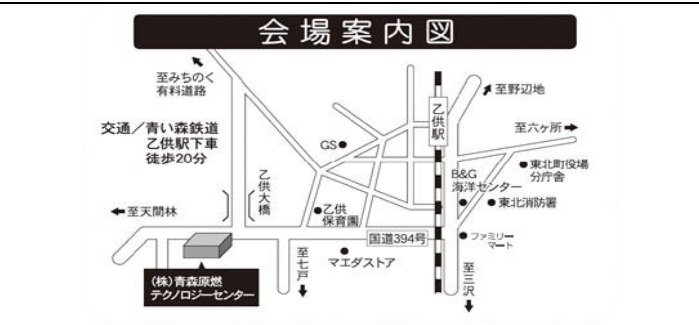 会場案内図
至みちのく
有料道路
交通／青い森鉄道
乙供駅下車
徒歩20分
GS
乙供駅
至野辺地
至六ヶ所
東北町役場
分庁舎
B&G
海洋センター
東北消防署
乙供大橋
乙供
保育園
至天間林
国道394号
ファミリー
マート
マエダストア
至七戸
至三沢
(株)青森原燃
テクノロジーセンター